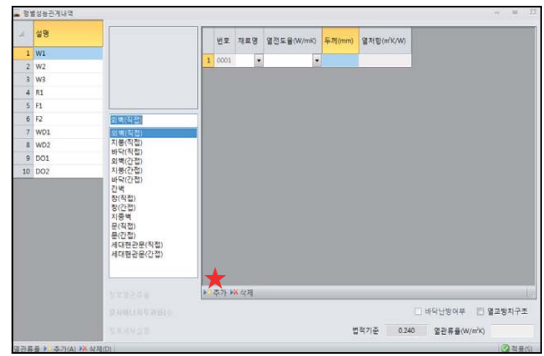 형별성능관계내역
설명
1 W1
2 W2
3 W3
4 R1
5 F1
6 F2
7 WD1
8 WD2
9 DO1
10 DO2
외벽(직접)
외벽(직접)
지붕(직접)
바닥(직접)
외벽(간접)
지붕(간접)
바닥(간접)
간벽
창(직접)
창(간접)
지중벽
문(직접)
문(간접)
세대현관문(직접)
세대현관문(간접)
번호 재료명 열전도율(W/mK) 두께(mm) 열저항(㎡K/W)
1 0001
추가 삭제
바닥난방여부 열교방지구조
법적기준 0.240 열관류율(W/㎡K)
열관류율 추가(A) 삭제(D) 적용(S)